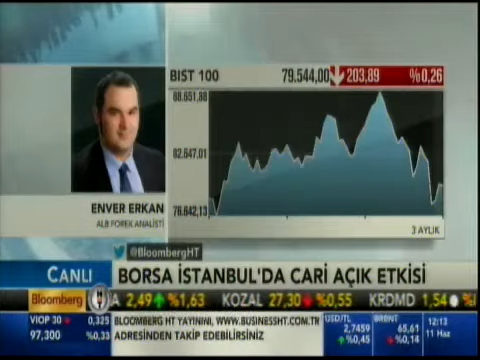 BIST 100 79.544,00 203,89 %0,26
88.651,88
82.647,01
76.642,13
3 AYLIK
ENVER ERKAN
ALB FOREX ANALİSTİ
@BloombergHT
CANLI BORSA İSTANBUL'DA CARİ AÇIK ETKİSİ
Bloomberg HT A 2,49 %1,63 KOZAL 27,30 %0,55 KRDMD 1,54
VIOP 30 0,325 BLOOMBERG HT YAYININI, WWW.BUSINESSHT.COM.TR USD/TL BRENT 12:13
97,300 %0,33 ADRESİNDEN TAKİP EDEBİLİRSİNİZ 2,7459 65,61 11 Haz
%0,45 %0,14